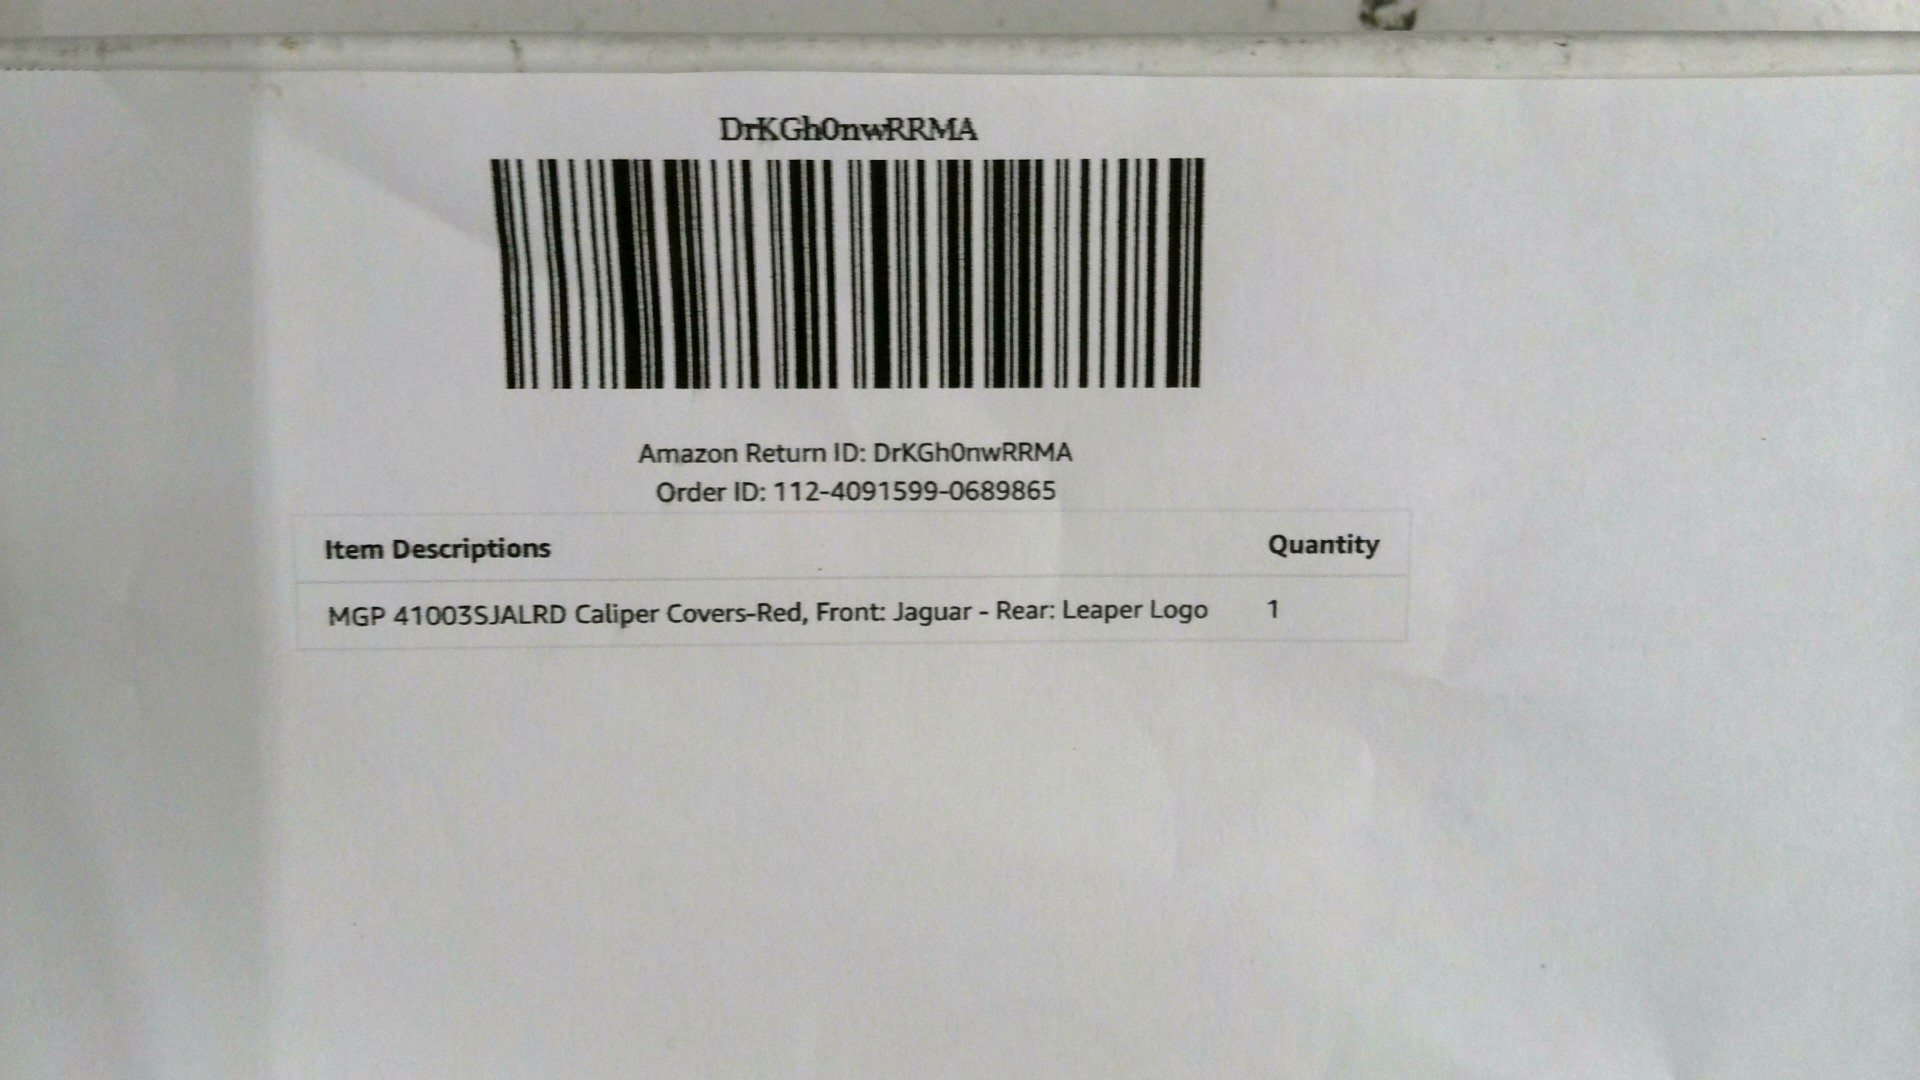 DrKGh0nwRRMA
Amazon Return ID: DrKGh0nwRRMA
Order ID: 112-4091599-0689865
Item Descriptions Quantity
MGP 41003SJALRD Caliper Covers-Red, Front: Jaguar - Rear: Leaper Logo 1